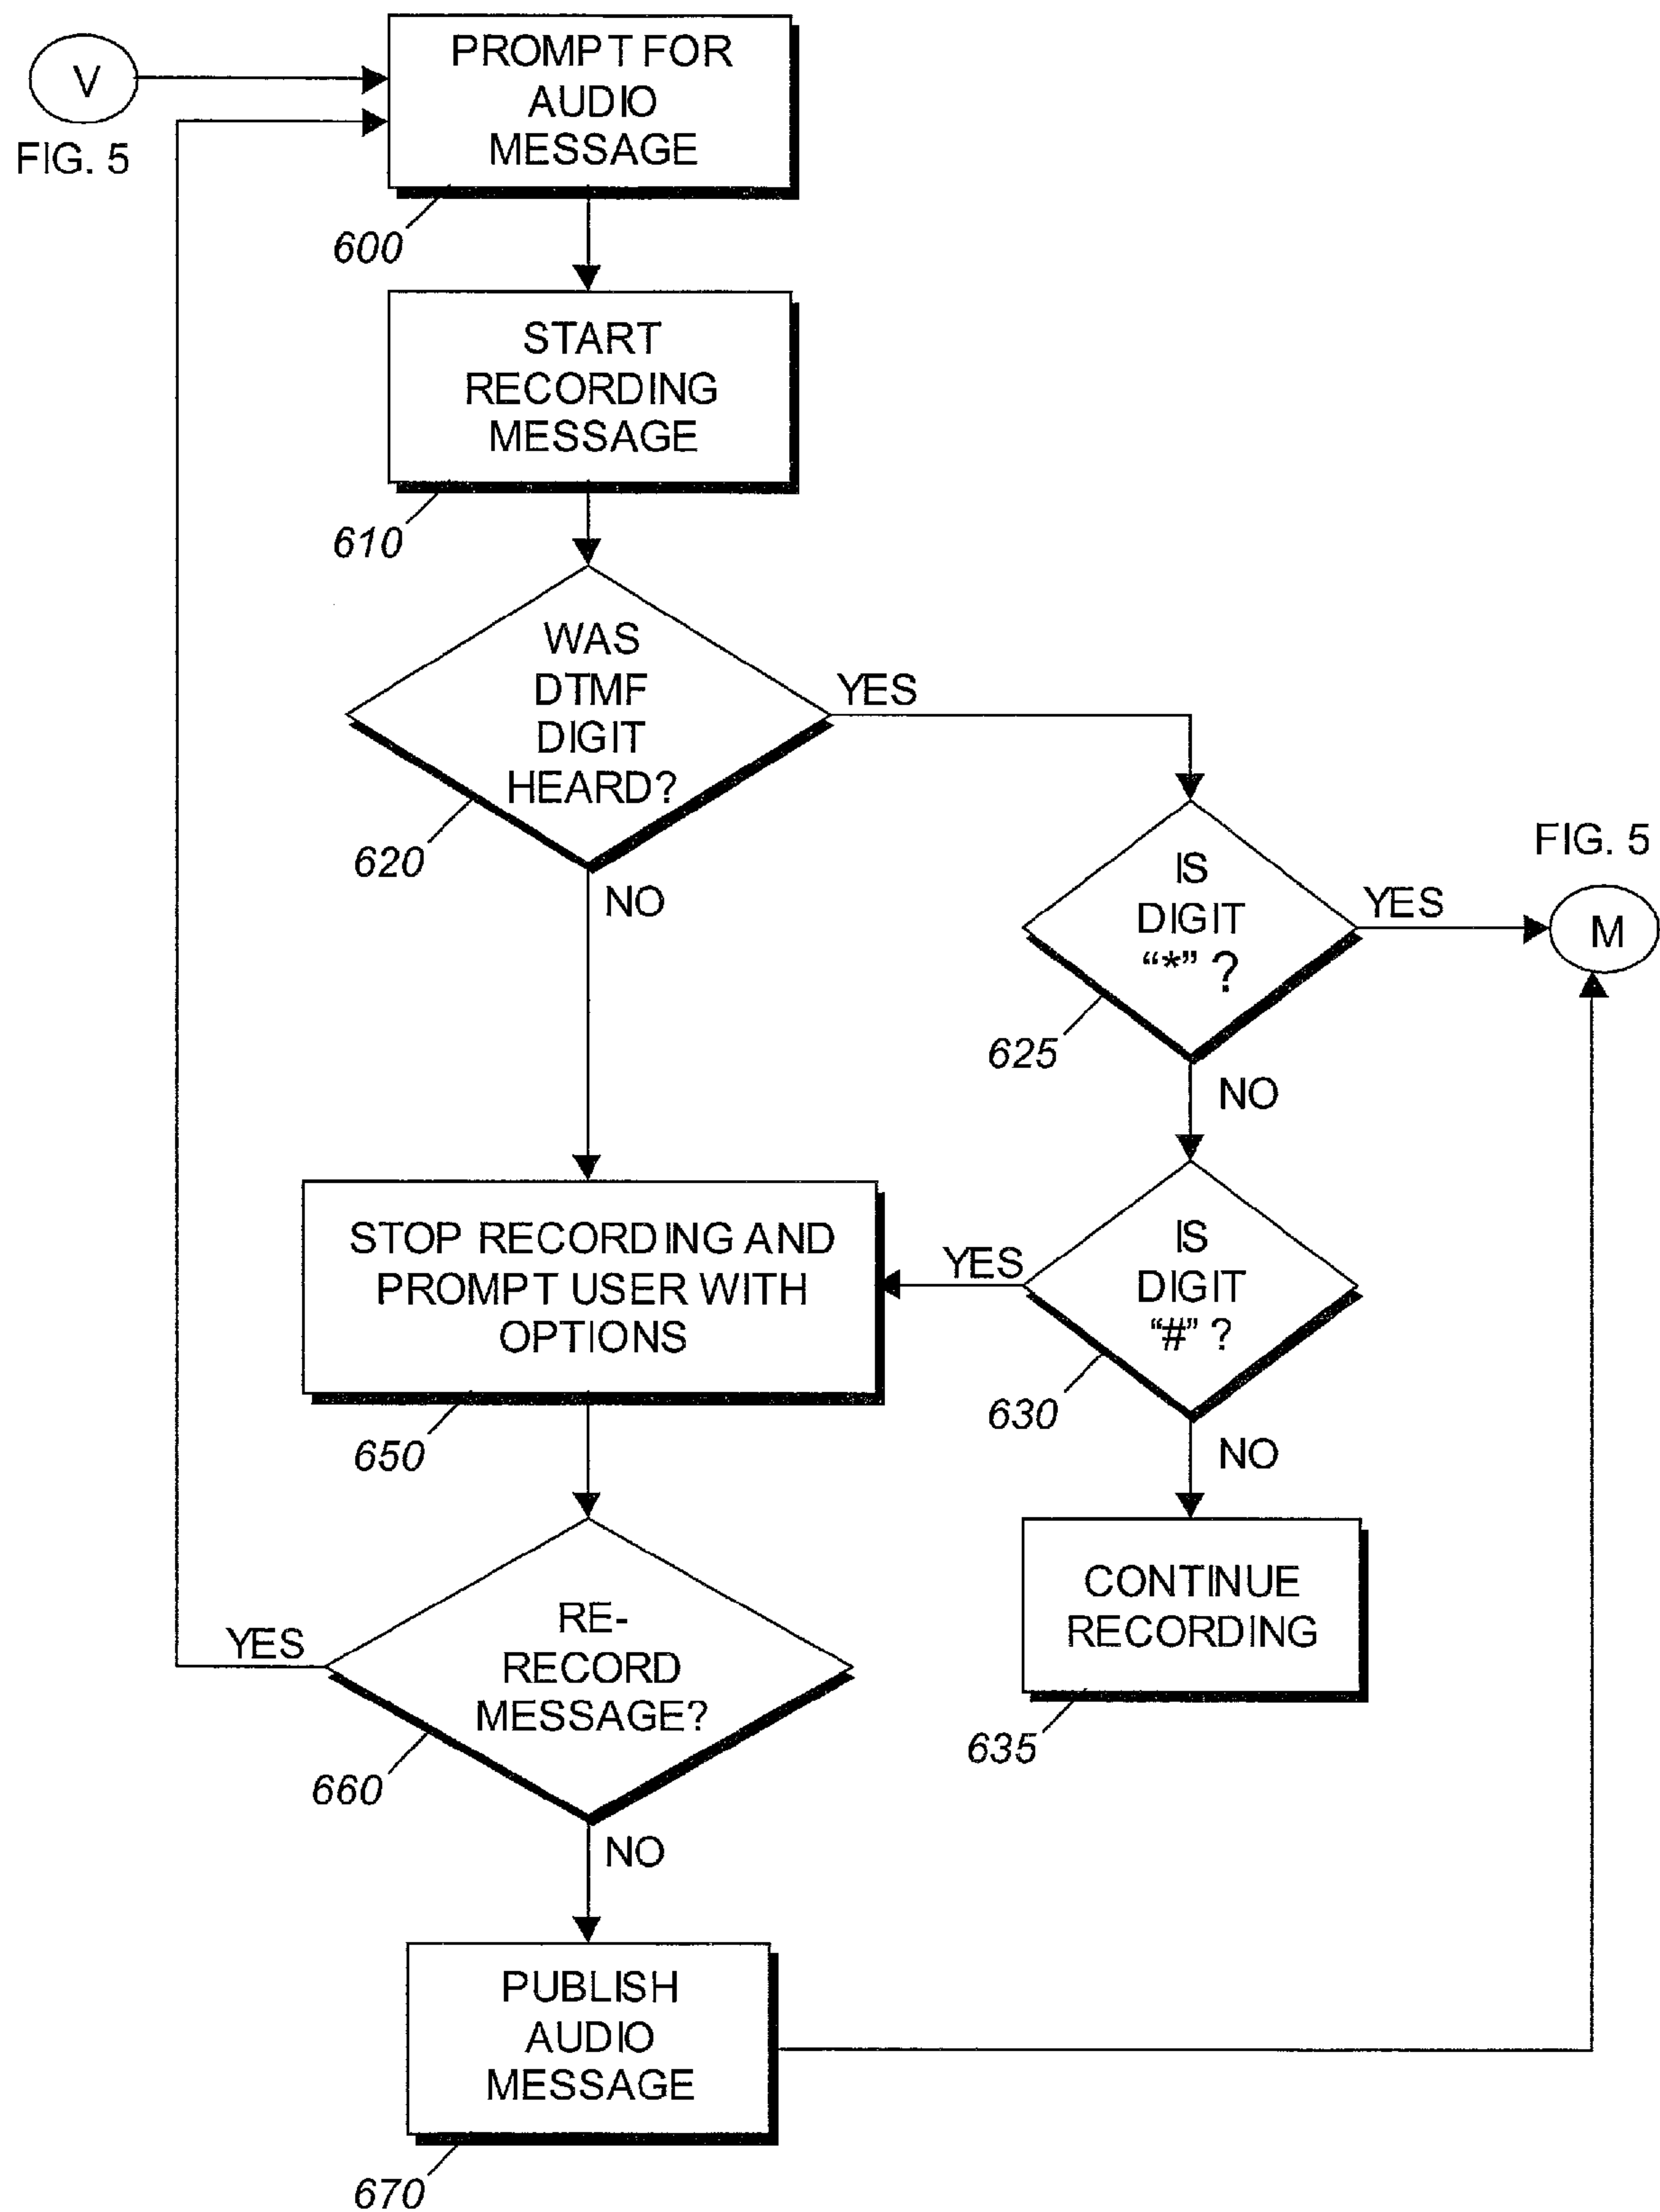 V
FIG. 5
PROMPT FOR
AUDIO
MESSAGE
600
START
RECORDING
MESSAGE
610
WAS
DTMF
DIGIT
HEARD?
620
YES
NO
IS
DIGIT
“*” ?
625
YES
NO
FIG. 5
M
IS
DIGIT
“#” ?
630
YES
NO
CONTINUE
RECORDING
635
STOP RECORDING AND
PROMPT USER WITH
OPTIONS
650
RE-
RECORD
MESSAGE?
660
YES
NO
PUBLISH
AUDIO
MESSAGE
670